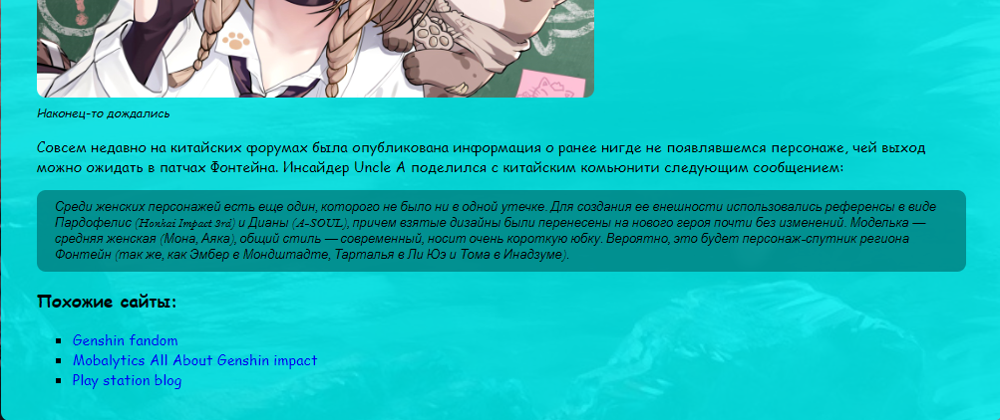 Наконец-то дождались
Совсем недавно на китайских форумах была опубликована информация о ранее нигде не появлявшемся персонаже, чей выход
можно ожидать в патчах Фонтейна. Инсайдер Uncle A поделился с китайским комьюнити следующим сообщением:
Среди женских персонажей есть еще один, которого не было ни в одной утечке. Для создания ее внешности использовались референсы в виде
Пардофелис (Honkai Impact 3rd) и Дианы (A-SOUL), причем взятые дизайны были перенесены на нового героя почти без изменений. Моделька —
средняя женская (Мона, Аяка), общий стиль — современный, носит очень короткую юбку. Вероятно, это будет персонаж-спутник региона
Фонтейн (так же, как Эмбер в Мондштадте, Тарталья в Ли Юэ и Тома в Инадзуме).
Похожие сайты:
Genshin fandom
Mobalytics All About Genshin impact
Play station blog